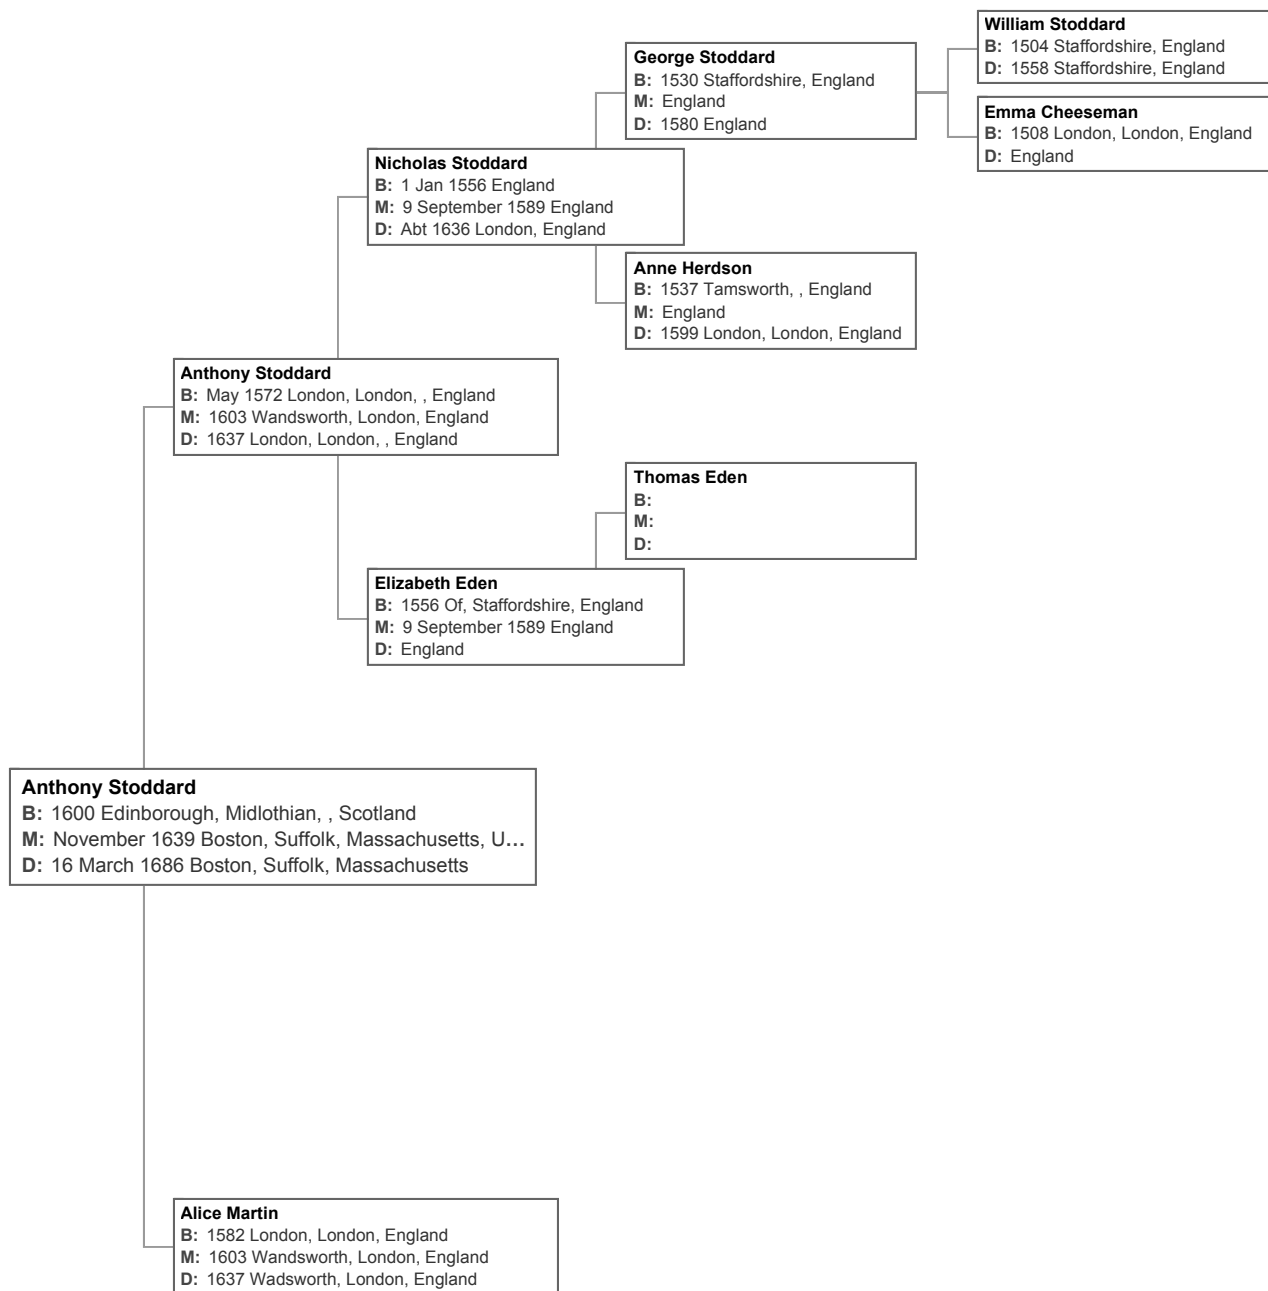 William Stoddard
B: 1504 Staffordshire, England
D: 1558 Staffordshire, England
George Stoddard
B: 1530 Staffordshire, England
M: England
D: 1580 England
Emma Cheeseman
B: 1508 London, London, England
D: England
Nicholas Stoddard
B: 1 Jan 1556 England
M: 9 September 1589 England
D: Abt 1636 London, England
Anne Herdson
B: 1537 Tamsworth, , England
M: England
D: 1599 London, London, England
Anthony Stoddard
B: May 1572 London, London, , England
M: 1603 Wandsworth, London, England
D: 1637 London, London, , England
Thomas Eden
B:
M:
D:
Elizabeth Eden
B: 1556 Of, Staffordshire, England
M: 9 September 1589 England
D: England
Anthony Stoddard
B: 1600 Edinborough, Midlothian, , Scotland
M: November 1639 Boston, Suffolk, Massachusetts, U...
D: 16 March 1686 Boston, Suffolk, Massachusetts
Alice Martin
B: 1582 London, London, England
M: 1603 Wandsworth, London, England
D: 1637 Wadsworth, London, England